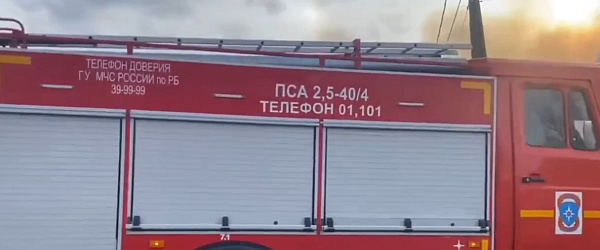 ТЕЛЕФОН ДОВЕРИЯ
ГУ МЧС РОССИИ по РБ
39-99-99
ПСА 2,5-40/4
ТЕЛЕФОН 01,101